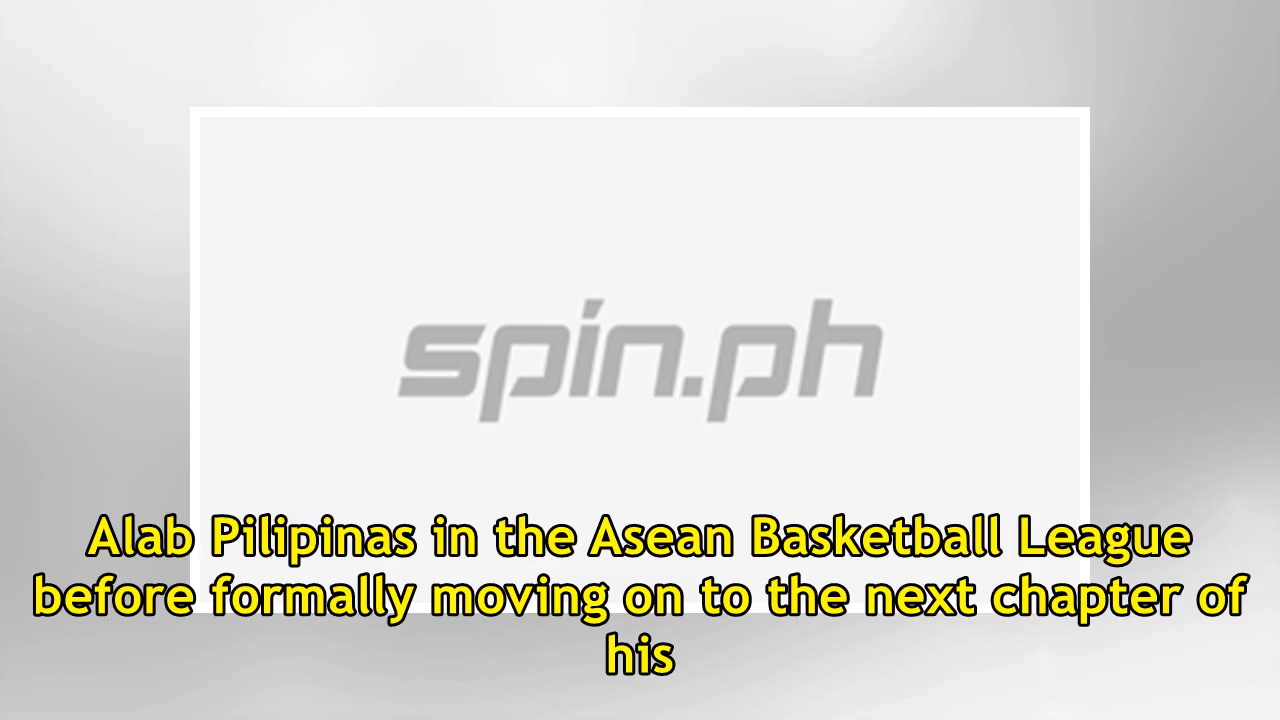 spin.ph
Alab Pilipinas in the Asean Basketball League
before formally moving on to the next chapter of
his